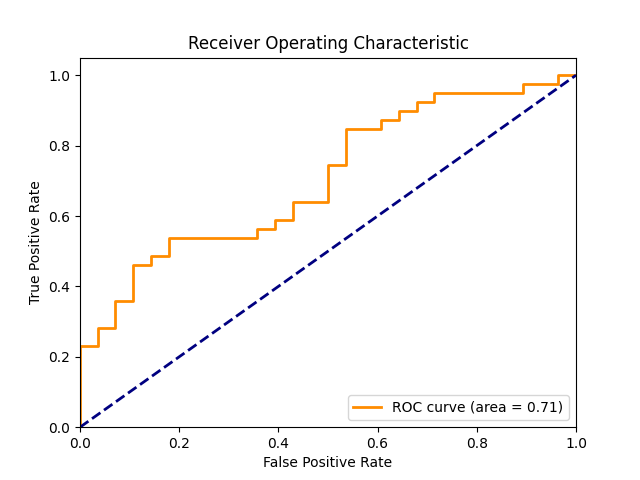 Receiver Operating Characteristic
True Positive Rate
1.0
0.8
0.6
0.4
0.2
0.0
ROC curve (area = 0.71)
0.0 0.2 0.4 0.6 0.8 1.0
False Positive Rate